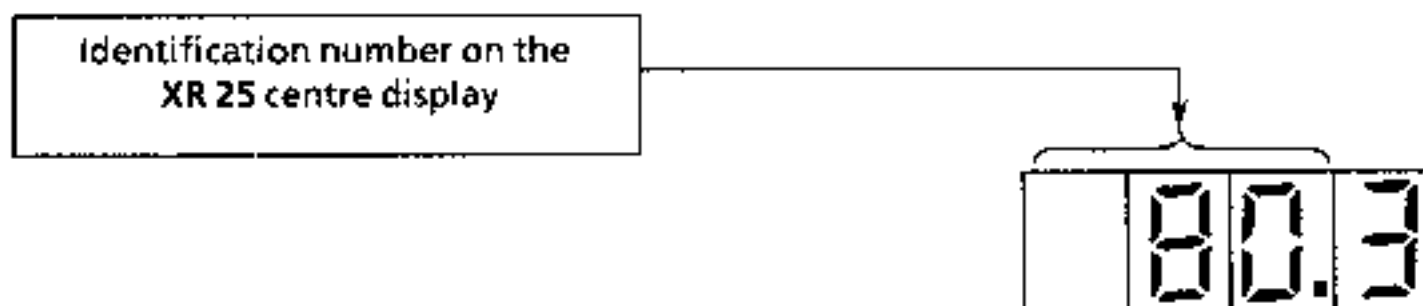 Identification number on the
XR 25 centre display
80.3